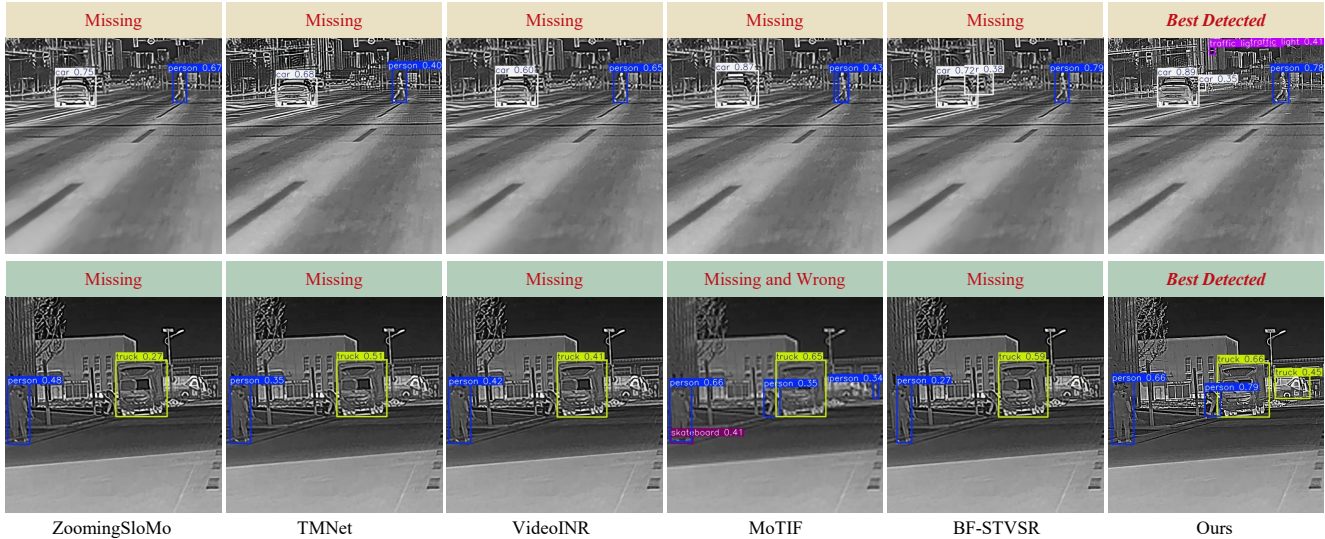 Missing Missing Missing Missing Missing Best Detected
traffic ligtraffic light 0.41
person 0.67 person 0.40 person 0.65 car 0.87 person 0.43 person 0.79 person 0.78
car 0.75 car 0.68 car 0.60 car 0.72 r 0.38 car 0.89 car 0.35
Missing Missing Missing Missing and Wrong Missing Best Detected
truck 0.27 truck 0.51 truck 0.41 truck 0.65 truck 0.59 truck 0.66
person 0.48 person 0.35 person 0.42 person 0.66 person 0.35 person 0.34 person 0.27 person 0.66 person 0.79 truck 0.45
skateboard 0.41
ZoomingSloMo TMNet VideoINR MoTIF BF-STVSR Ours